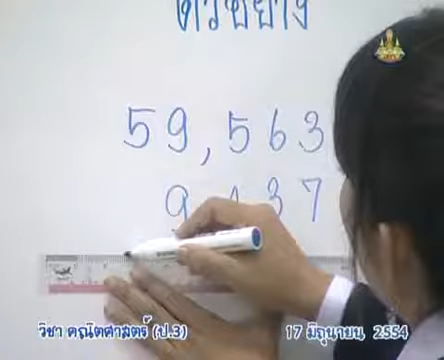 ตัวอย่าง
59,563
9 137
วิชา คณิตศาสตร์ (ป.3)
17 มิถุนายน 2554